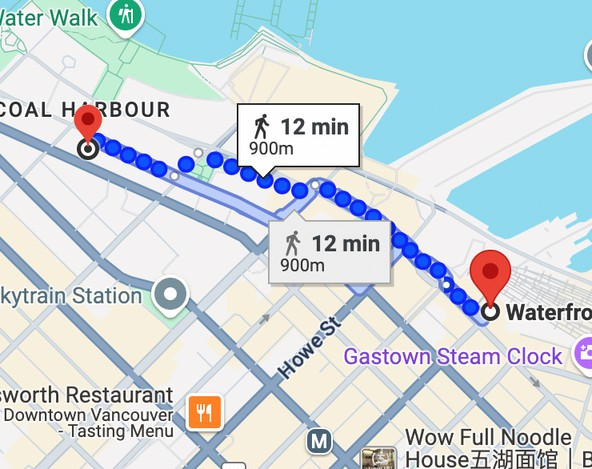 Water Walk
COAL HARBOUR
12 min
900m
12 min
900m
kytrain Station
Waterfro
Howe St
Gastown Steam Clock
sworth Restaurant
Downtown Vancouver
- Tasting Menu
M
Wow Full Noodle
House五湖面馆 | B